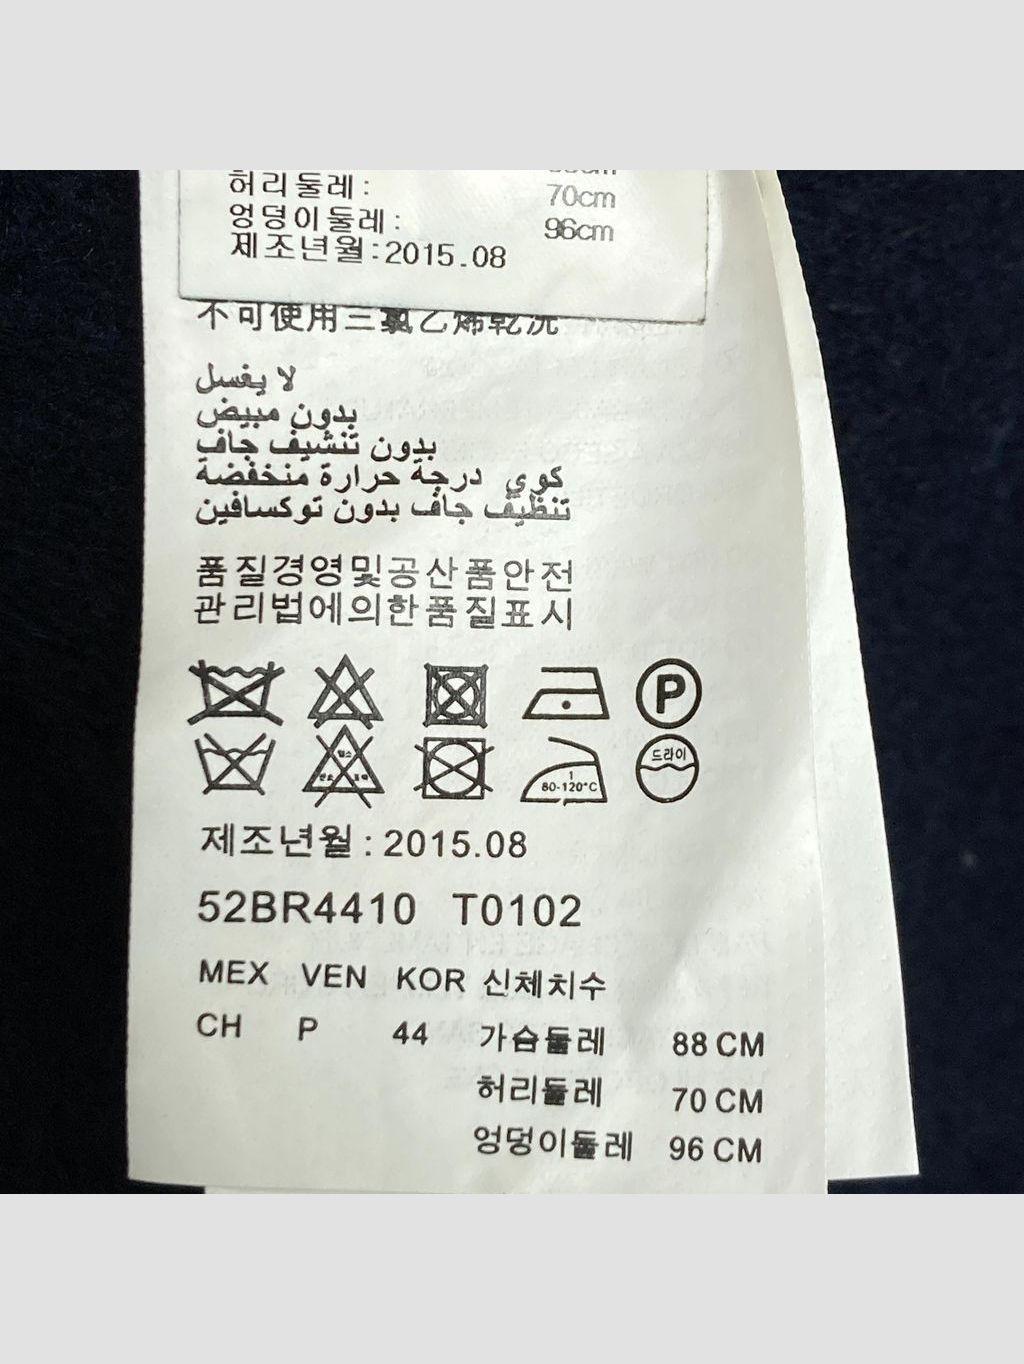 허리둘레: 70cm
엉덩이둘레: 96cm
제조년월:2015.08
不可使用三氯乙烯乾洗
لا يغسل
بدون مبيض
بدون تنشيف جاف
كوي درجة حرارة منخفضة
تنظيف جاف بدون توكسافين
품질경영및공산품안전
관리법에의한품질표시
P
드라이
1
80-120°C
제조년월: 2015.08
52BR4410 T0102
MEX VEN KOR 신체치수
CH P 44 가슴둘레 88 CM
허리둘레 70 CM
엉덩이둘레 96 CM